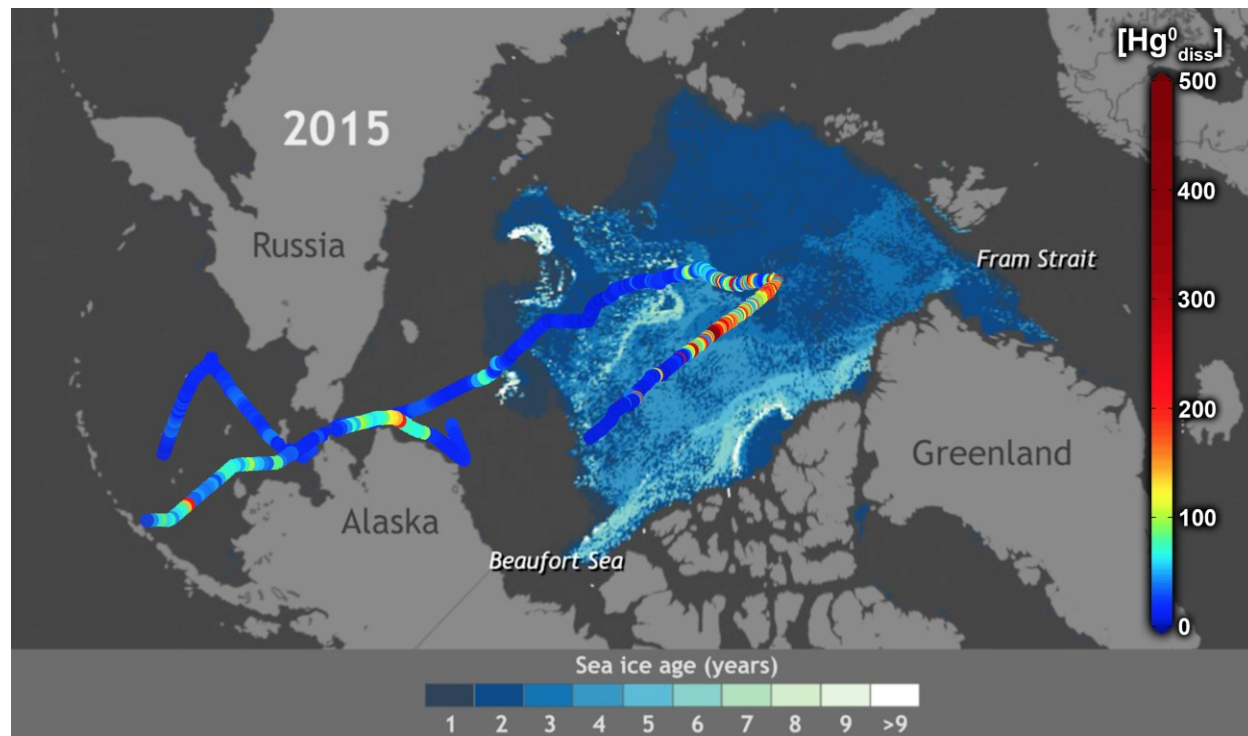 [Hg⁰diss]
500
2015
400
Russia
Fram Strait
300
200
Greenland
Alaska
100
Beaufort Sea
0
Sea ice age (years)
1 2 3 4 5 6 7 8 9 >9